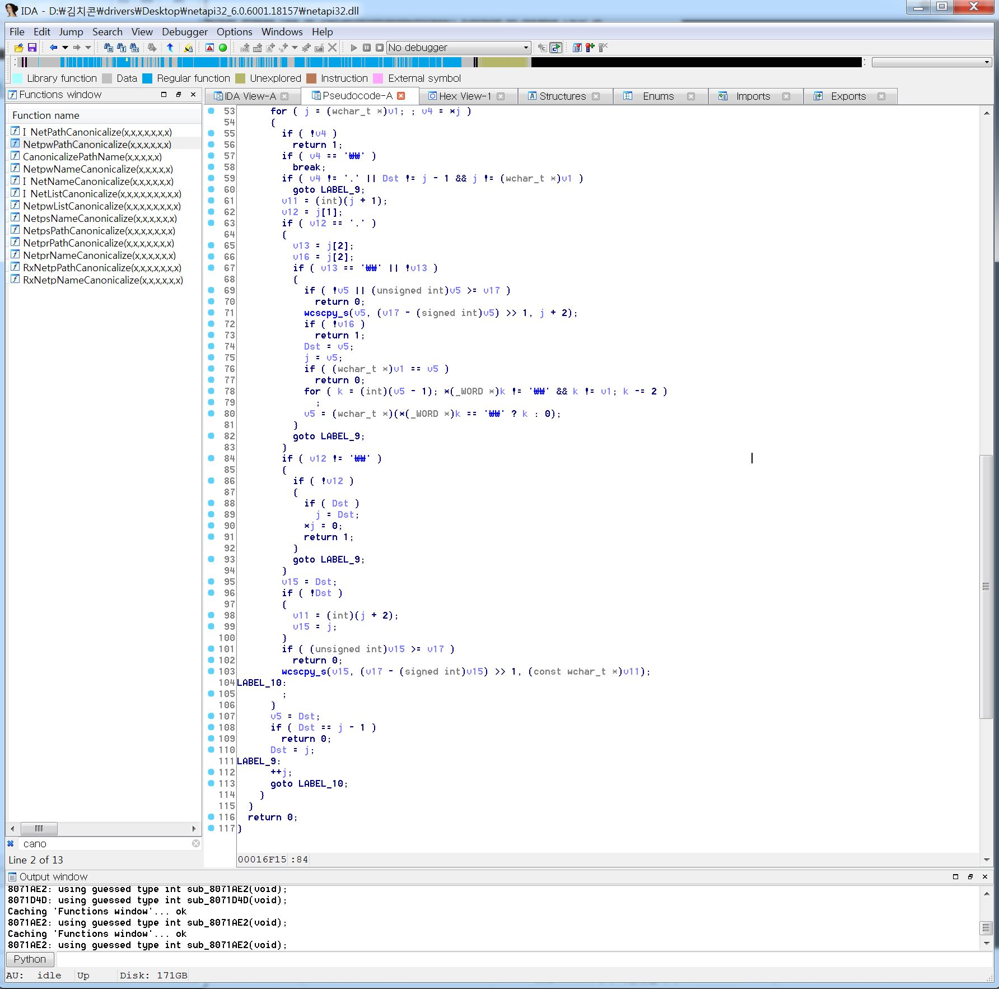 IDA - D:₩김치콘₩drivers₩Desktop₩netapi32_6.0.6001.18157₩netapi32.dll
File Edit Jump Search View Debugger Options Windows Help
No debugger
Library function Data Regular function Unexplored Instruction External symbol
Functions window
IDA View-A Pseudocode-A Hex View-1 Structures Enums Imports Exports
Function name
I_NetPathCanonicalize(x,x,x,x,x,x,x)
NetpwPathCanonicalize(x,x,x,x,x,x)
CanonicalizePathName(x,x,x,x,x)
NetpwNameCanonicalize(x,x,x,x,x)
I_NetNameCanonicalize(x,x,x,x,x,x)
I_NetListCanonicalize(x,x,x,x,x,x,x,x,x)
NetpwListCanonicalize(x,x,x,x,x,x,x,x)
NetpsNameCanonicalize(x,x,x,x,x,x)
NetpsPathCanonicalize(x,x,x,x,x,x,x)
NetprPathCanonicalize(x,x,x,x,x,x,x)
NetprNameCanonicalize(x,x,x,x,x,x)
RxNetpPathCanonicalize(x,x,x,x,x,x,x)
RxNetpNameCanonicalize(x,x,x,x,x,x)
cano
Line 2 of 13
53 for ( j = (wchar_t *)v1; ; v4 = *j )
54 {
55 if ( !v4 )
56 return 1;
57 if ( v4 == '₩₩' )
58 break;
59 if ( v4 != '.' || Dst != j - 1 && j != (wchar_t *)v1 )
60 goto LABEL_9;
61 v11 = (int)(j + 1);
62 v12 = j[1];
63 if ( v12 == '.' )
64 {
65 v13 = j[2];
66 v16 = j[2];
67 if ( v13 == '₩₩' || !v13 )
68 {
69 if ( !v5 || (unsigned int)v5 >= v17 )
70 return 0;
71 wcscpy_s(v5, (v17 - (signed int)v5) >> 1, j + 2);
72 if ( !v16 )
73 return 1;
74 Dst = v5;
75 j = v5;
76 if ( (wchar_t *)v1 == v5 )
77 return 0;
78 for ( k = (int)(v5 - 1); *(_WORD *)k != '₩₩' && k != v1; k -= 2 )
79 ;
80 v5 = (wchar_t *)(*(_WORD *)k == '₩₩' ? k : 0);
81 }
82 goto LABEL_9;
83 }
84 if ( v12 != '₩₩' )
85 {
86 if ( !v12 )
87 {
88 if ( Dst )
89 j = Dst;
90 *j = 0;
91 return 1;
92 }
93 goto LABEL_9;
94 }
95 v15 = Dst;
96 if ( !Dst )
97 {
98 v11 = (int)(j + 2);
99 v15 = j;
100 }
101 if ( (unsigned int)v15 >= v17 )
102 return 0;
103 wcscpy_s(v15, (v17 - (signed int)v15) >> 1, (const wchar_t *)v11);
104 LABEL_10:
105 ;
106 }
107 v5 = Dst;
108 if ( Dst == j - 1 )
109 return 0;
110 Dst = j;
111 LABEL_9:
112 ++j;
113 goto LABEL_10;
114 }
115 }
116 return 0;
117 }
00016F15 :84
Output window
8071AE2: using guessed type int sub_8071AE2(void);
8071D4D: using guessed type int sub_8071D4D(void);
Caching 'Functions window'... ok
8071AE2: using guessed type int sub_8071AE2(void);
Caching 'Functions window'... ok
8071AE2: using guessed type int sub_8071AE2(void);
Python
AU: idle Up Disk: 171GB